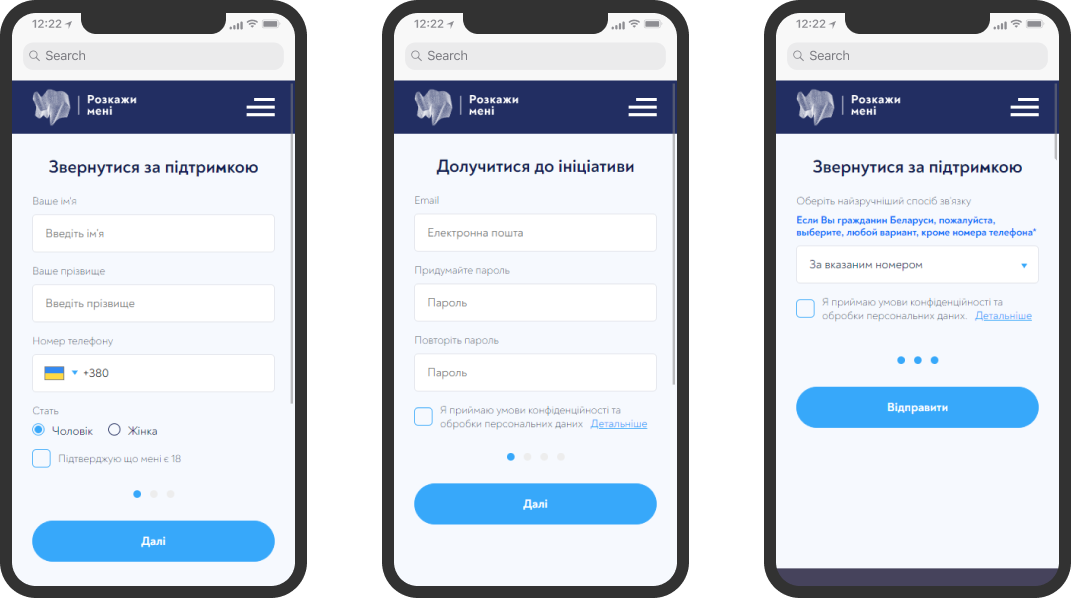 12:22
Search
Розкажи
мені
Звернутися за підтримкою
Ваше ім'я
Введіть ім'я
Ваше прізвище
Введіть прізвище
Номер телефону
+380
Стать
Чоловік
Жінка
Підтверджую що мені є 18
Далі
12:22
Search
Розкажи
мені
Долучитися до ініціативи
Email
Електронна пошта
Придумайте пароль
Пароль
Повторіть пароль
Пароль
Я приймаю умови конфіденційності та
обробки персональних даних Детальніше
Далі
12:22
Search
Розкажи
мені
Звернутися за підтримкою
Оберіть найзручніший спосіб зв'язку
Если Вы гражданин Беларуси, пожалуйста,
выберите, любой вариант, кроме номера телефона*
За вказаним номером
Я приймаю умови конфіденційності та
обробки персональних даних. Детальніше
Відправити